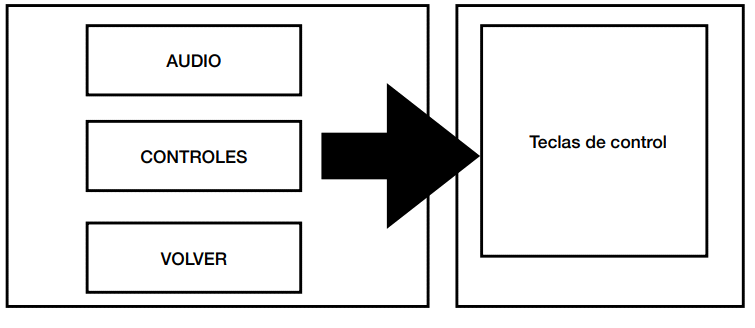 AUDIO
CONTROLES
VOLVER
Teclas de control